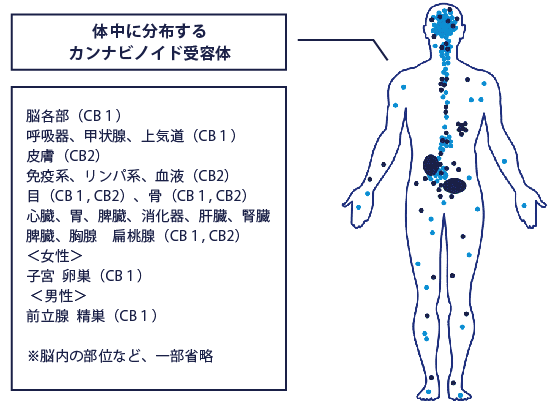 体中に分布する
カンナビノイド受容体
脳各部（CB１）
呼吸器、甲状腺、上気道（CB１）
皮膚（CB2）
免疫系、リンパ系、血液（CB2）
目（CB１, CB2）、骨（CB１, CB2）
心臓、胃、脾臓、消化器、肝臓、腎臓
脾臓、胸腺　扁桃腺（CB１, CB2）
＜女性＞
子宮 卵巣（CB１）
＜男性＞
前立腺 精巣（CB１）
※脳内の部位など、一部省略